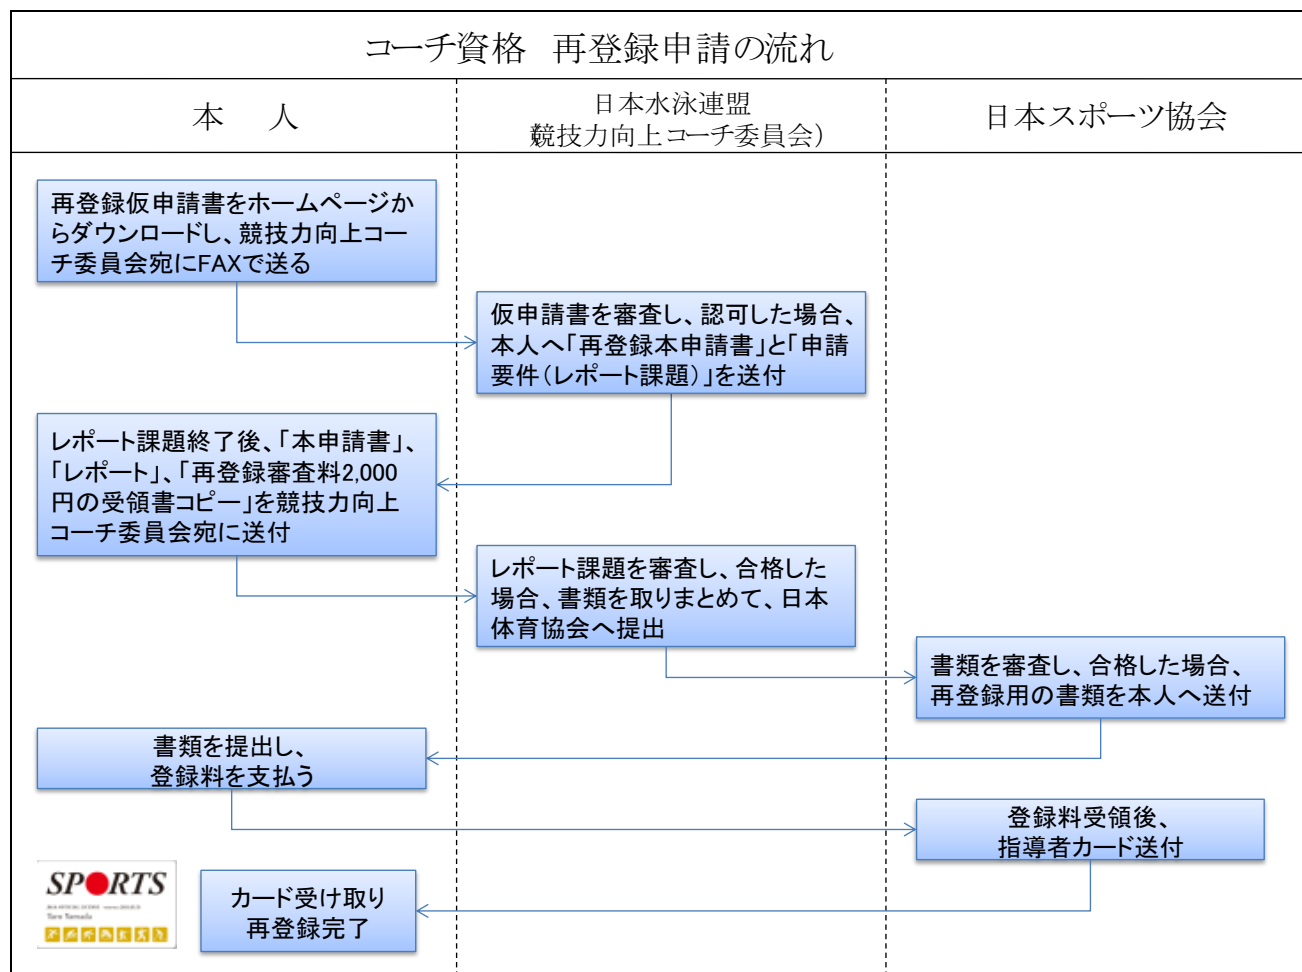 コーチ資格　再登録申請の流れ
本　人
日本水泳連盟
(競技力向上コーチ委員会)
日本スポーツ協会
再登録仮申請書をホームページか
らダウンロードし、競技力向上コー
チ委員会宛にFAXで送る
仮申請書を審査し、認可した場合、
本人へ「再登録本申請書」と「申請
要件（レポート課題）」を送付
レポート課題終了後、「本申請書」、
「レポート」、「再登録審査料2,000
円の受領書コピー」を競技力向上
コーチ委員会宛に送付
レポート課題を審査し、合格した
場合、書類を取りまとめて、日本
体育協会へ提出
書類を審査し、合格した場合、
再登録用の書類を本人へ送付
書類を提出し、
登録料を支払う
登録料受領後、
指導者カード送付
SPORTS
Taro Yamada
カード受け取り
再登録完了